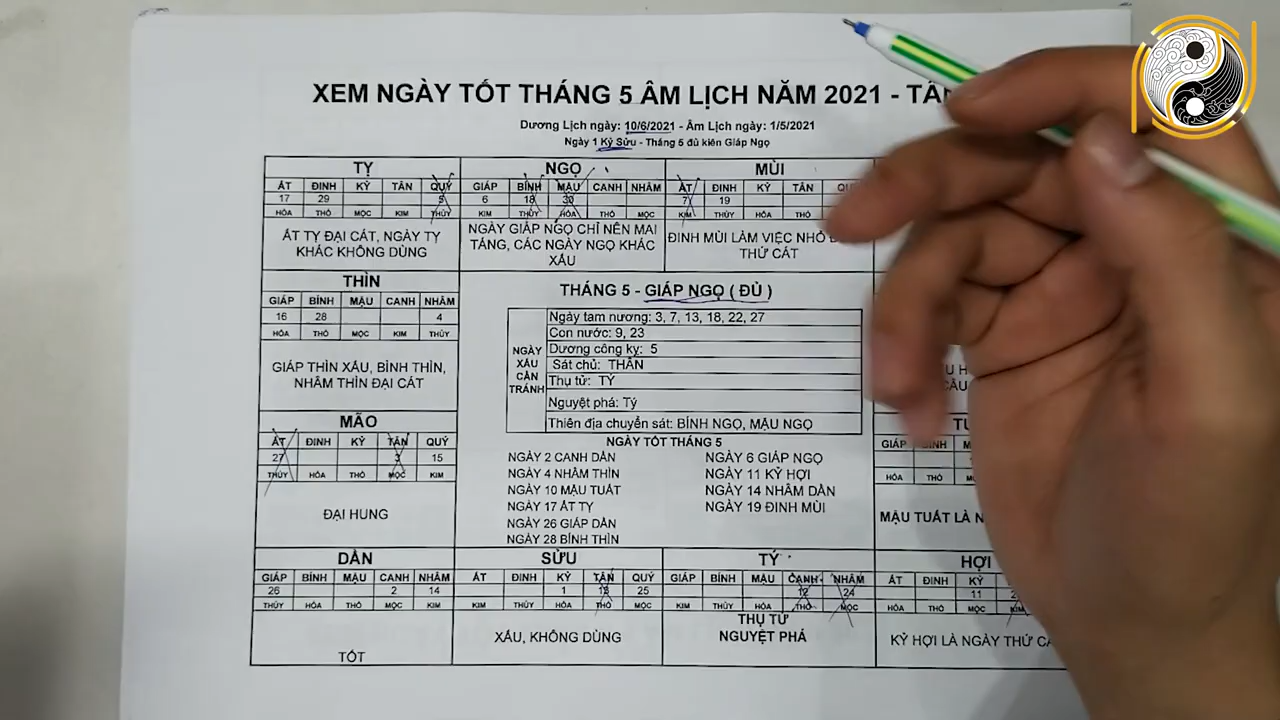 XEM NGÀY TỐT THÁNG 5 ÂM LỊCH NĂM 2021 -
Dương Lịch ngày: 10/6/2021 - Âm Lịch ngày: 1/5/2021
Ngày 1 Kỷ Sửu - Tháng 5 đủ kiến Giáp Ngọ
TỴ
ẤT ĐINH KỶ TÂN QUÝ
17 29 5
HỎA THỔ MỘC KIM THỦY
ẤT TỴ ĐẠI CÁT, NGÀY TỴ
KHÁC KHÔNG DÙNG
NGỌ
GIÁP BÍNH MẬU CANH NHÂM
6 18 30
KIM THỦY HỎA THỔ MỘC
NGÀY GIÁP NGỌ CHỈ NÊN MAI
TÁNG, CÁC NGÀY NGỌ KHÁC
XẤU
MÙI
ẤT ĐINH KỶ TÂN
7 19
KIM THỦY HỎA THỔ
ĐINH MÙI LÀM VIỆC NHỎ
THỨ CÁT
THÌN
GIÁP BÍNH MẬU CANH NHÂM
16 28 4
HỎA THỔ MỘC KIM THỦY
GIÁP THÌN XẤU, BÍNH THÌN,
NHÂM THÌN ĐẠI CÁT
THÁNG 5 - GIÁP NGỌ ( ĐỦ )
NGÀY
XẤU
CẦN
TRÁNH
Ngày tam nương: 3, 7, 13, 18, 22, 27
Con nước: 9, 23
Dương công kỵ: 5
Sát chủ: THÂN
Thụ tử: TÝ
Nguyệt phá: Tý
Thiên địa chuyển sát: BÍNH NGỌ, MẬU NGỌ
NGÀY TỐT THÁNG 5
NGÀY 2 CANH DẦN
NGÀY 4 NHÂM THÌN
NGÀY 10 MẬU TUẤT
NGÀY 17 ẤT TỴ
NGÀY 26 GIÁP DẦN
NGÀY 28 BÍNH THÌN
NGÀY 6 GIÁP NGỌ
NGÀY 11 KỶ HỢI
NGÀY 14 NHÂM DẦN
NGÀY 19 ĐINH MÙI
MÃO
ẤT ĐINH KỶ TÂN QUÝ
27 3 15
THỦY HỎA THỔ MỘC KIM
ĐẠI HUNG
GIÁP BÍNH
MẬU TUẤT LÀ
DẦN
GIÁP BÍNH MẬU CANH NHÂM
26 2 14
THỦY HỎA THỔ MỘC KIM
TỐT
SỬU
ẤT ĐINH KỶ TÂN QUÝ
1 13 25
KIM THỦY HỎA THỔ MỘC
XẤU, KHÔNG DÙNG
TÝ
GIÁP BÍNH MẬU CANH NHÂM
12 24
KIM THỦY HỎA THỔ MỘC
THỤ TỬ
NGUYỆT PHÁ
HỢI
ẤT ĐINH KỶ
11
HỎA THỔ MỘC
KỶ HỢI LÀ NGÀY THỨ